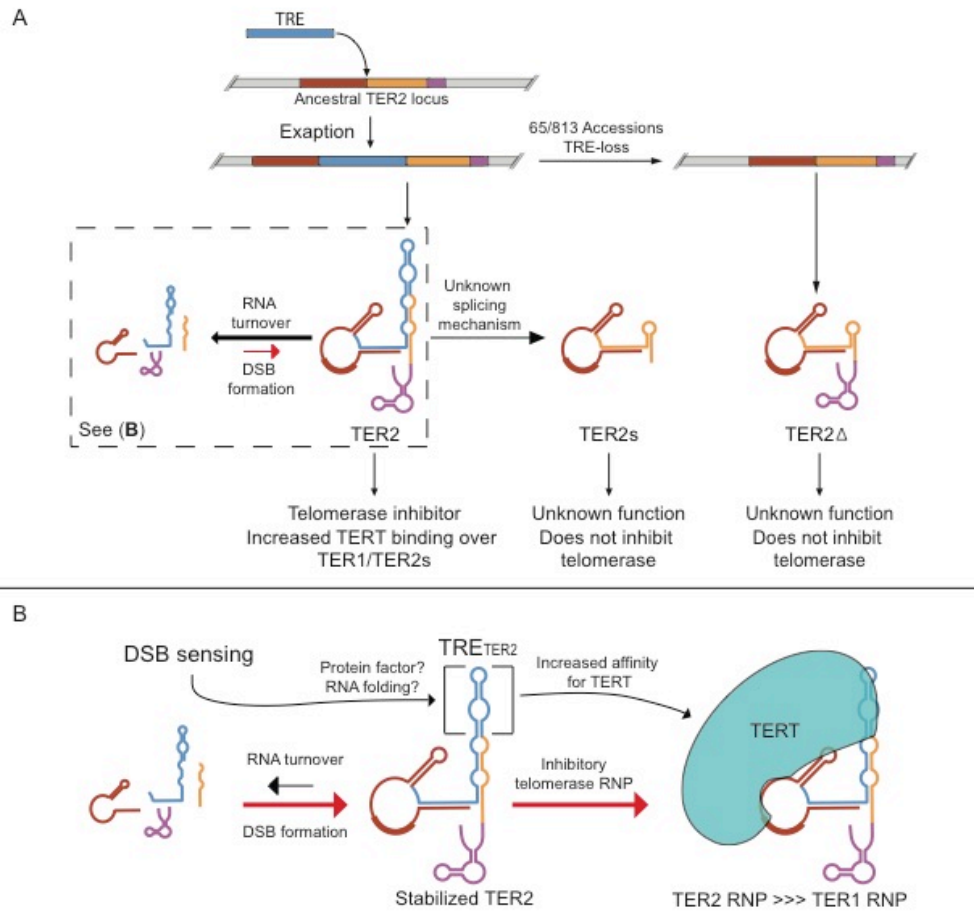 A
TRE
Ancestral TER2 locus
Exaption
65/813 Accessions
TRE-loss
RNA
turnover
DSB
formation
See (B)
TER2
Unknown
splicing
mechanism
TER2s
TER2Δ
Telomerase inhibitor
Increased TERT binding over
TER1/TER2s
Unknown function
Does not inhibit
telomerase
Unknown function
Does not inhibit
telomerase
B
DSB sensing
Protein factor?
RNA folding?
TRETER2
Increased affinity
for TERT
TERT
RNA turnover
DSB formation
Inhibitory
telomerase RNP
Stabilized TER2
TER2 RNP >>> TER1 RNP